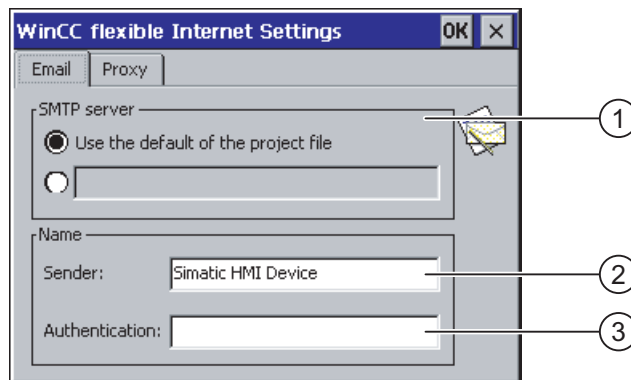 WinCC flexible Internet Settings OK ×
Email Proxy
SMTP server
1
Use the default of the project file
Name
Sender: Simatic HMI Device
2
Authentication:
3